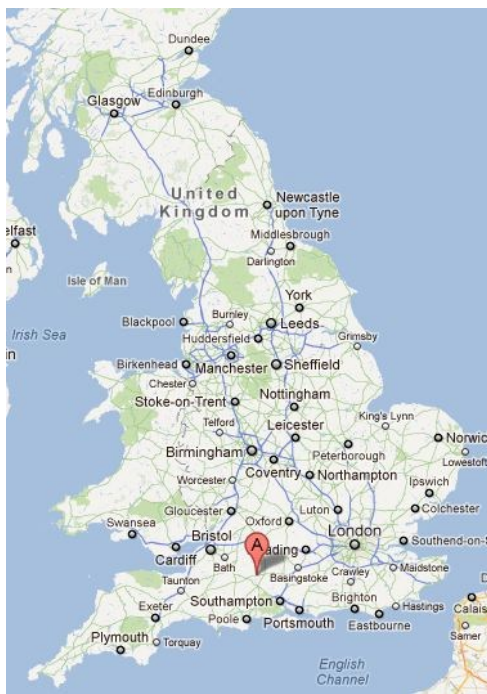 Dundee
Edinburgh
Glasgow
United
Kingdom
Newcastle
upon Tyne
Middlesbrough
Darlington
elfast
Isle of Man
York
Blackpool
Burnley
Leeds
Irish Sea
Huddersfield
Grimsby
Birkenhead
Manchester
Sheffield
Chester
Stoke-on-Trent
Nottingham
King's Lynn
Telford
Leicester
Norwic
Birmingham
Peterborough
Lowestoft
Coventry
Northampton
Worcester
Ipswich
Gloucester
Luton
Colchester
Swansea
Oxford
London
Bristol
A
ading
Southend-on-S
Cardiff
Bath
Basingstoke
Crawley
Maidstone
Taunton
Southampton
Brighton
Hastings
Calais
Exeter
Poole
Portsmouth
Eastbourne
Plymouth
Torquay
Samer
English
Channel